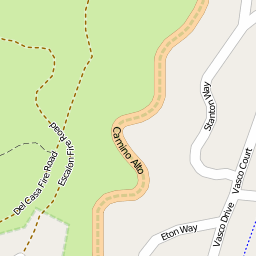 Stanton Way
Camino Alto
Escalon Fire Road
Del Casa Fire Road
Vasco Court
Vasco Drive
Eton Way